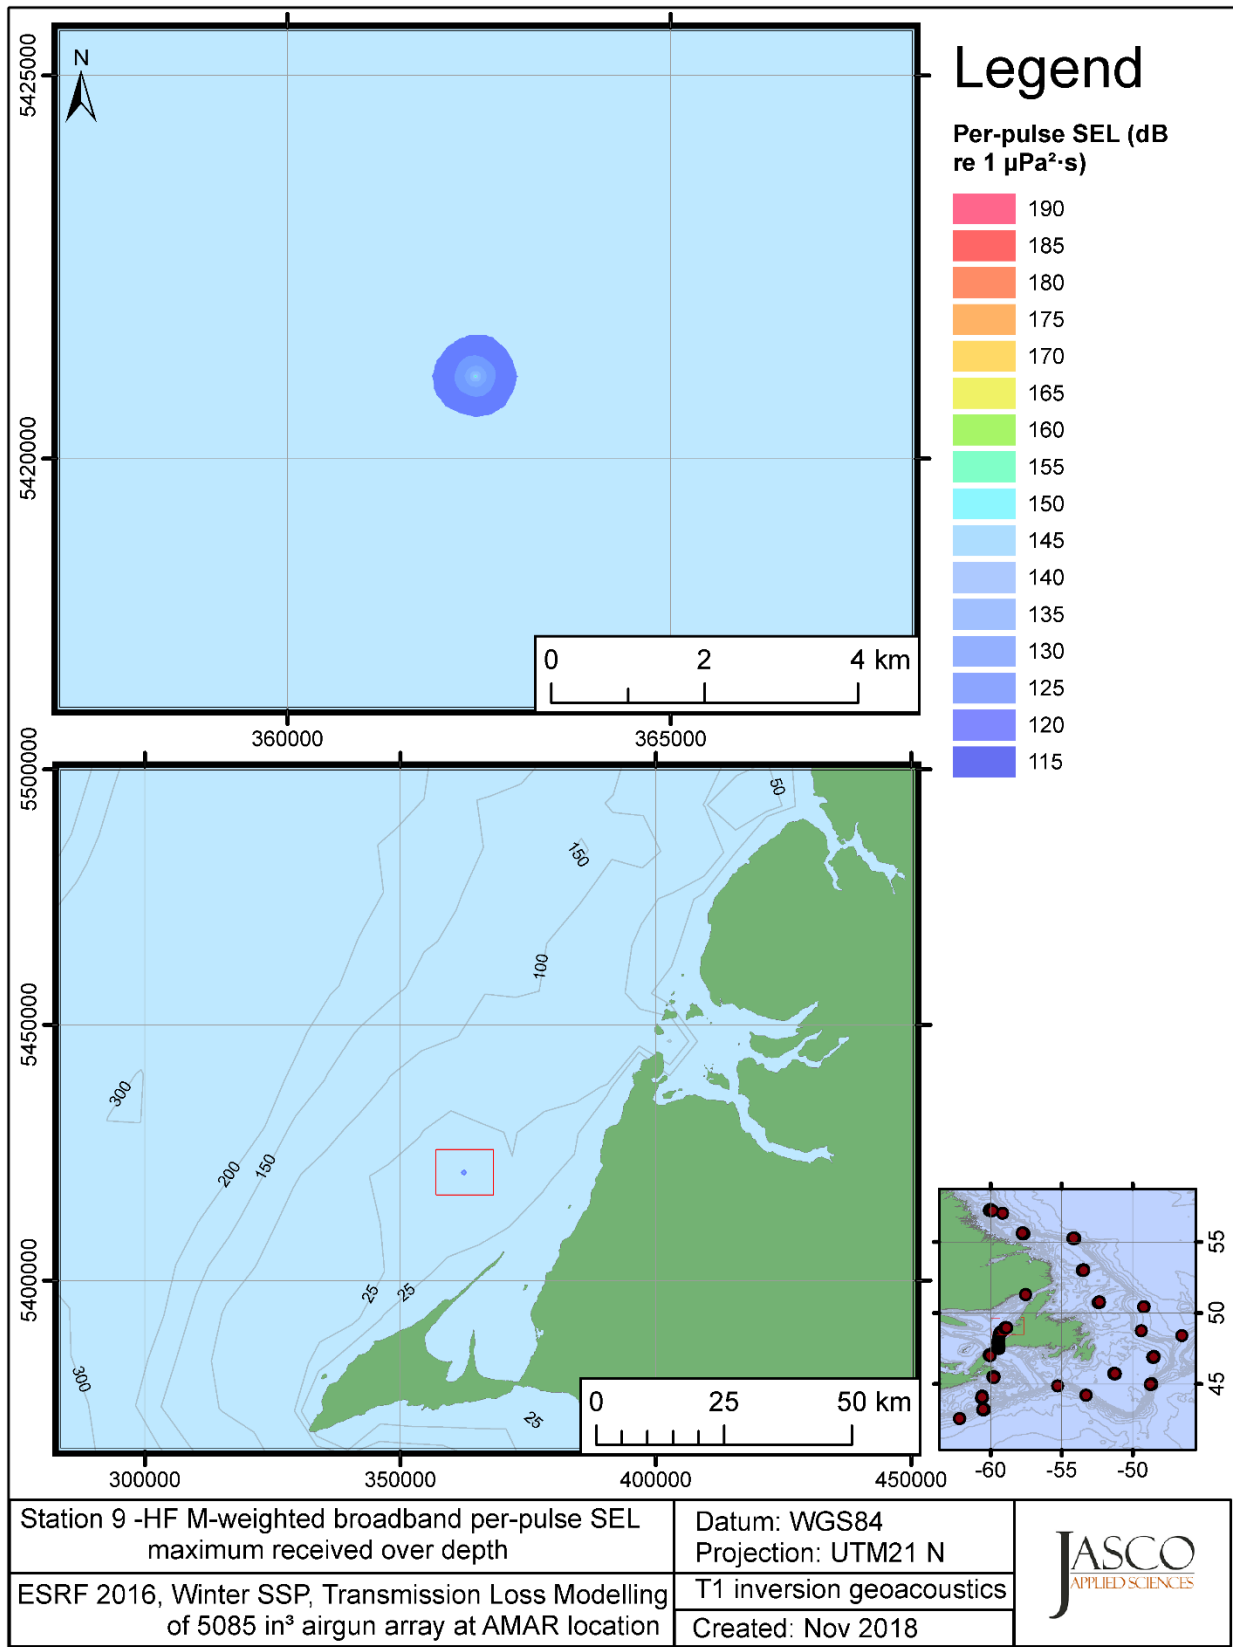 N
5425000
5420000
0 2 4 km
360000 365000
Legend
Per-pulse SEL (dB
re 1 µPa²·s)
190
185
180
175
170
165
160
155
150
145
140
135
130
125
120
115
5500000
5450000
5400000
50
150
100
300
200
150
25
25
300
25
0 25 50 km
300000 350000 400000 450000
55
50
45
-60 -55 -50
Station 9 -HF M-weighted broadband per-pulse SEL
maximum received over depth
ESRF 2016, Winter SSP, Transmission Loss Modelling
of 5085 in³ airgun array at AMAR location
Datum: WGS84
Projection: UTM21 N
T1 inversion geoacoustics
Created: Nov 2018
JASCO
APPLIED SCIENCES